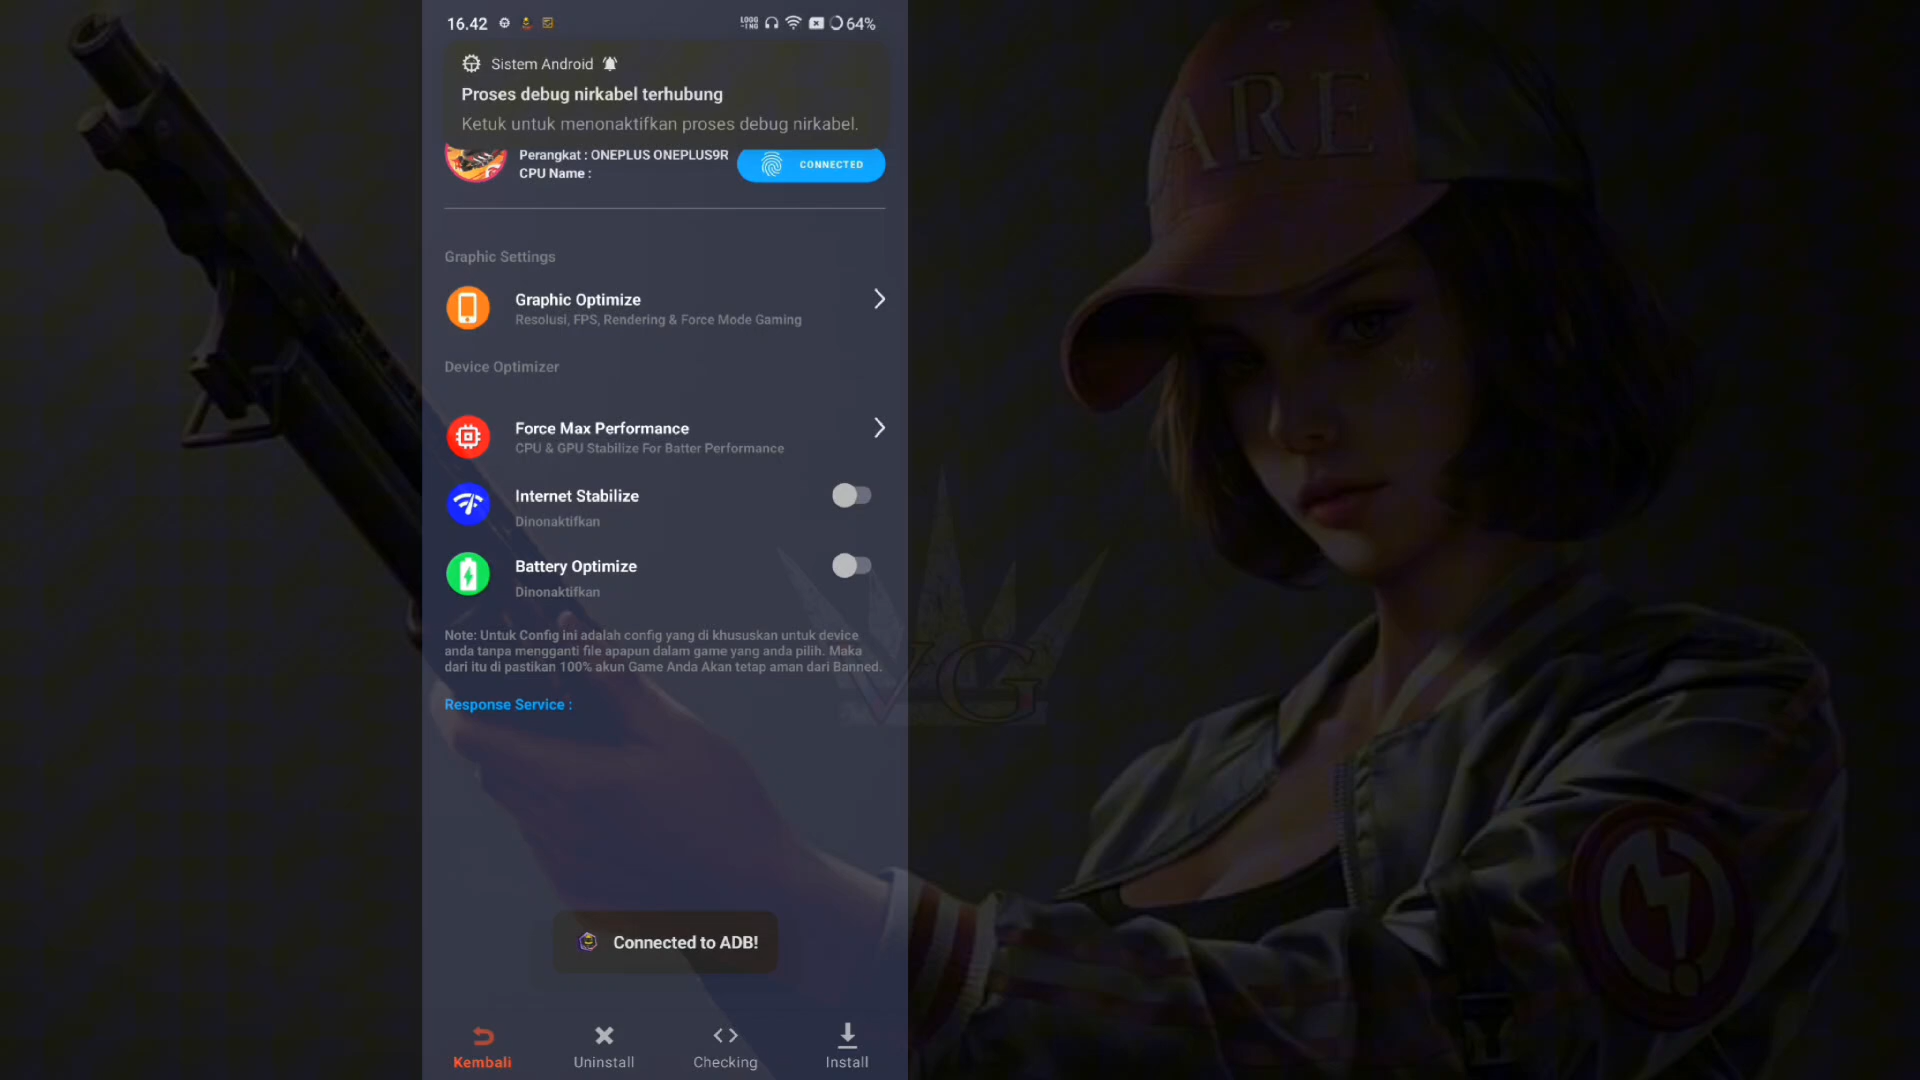 16.42
LOGG
-ING
64%
Sistem Android
Proses debug nirkabel terhubung
Ketuk untuk menonaktifkan proses debug nirkabel.
Perangkat : ONEPLUS ONEPLUS9R
CPU Name :
CONNECTED
Graphic Settings
Graphic Optimize
Resolusi, FPS, Rendering & Force Mode Gaming
Device Optimizer
Force Max Performance
CPU & GPU Stabilize For Batter Performance
Internet Stabilize
Dinonaktifkan
Battery Optimize
Dinonaktifkan
Note: Untuk Config ini adalah config yang di khususkan untuk device
anda tanpa mengganti file apapun dalam game yang anda pilih. Maka
dari itu di pastikan 100% akun Game Anda Akan tetap aman dari Banned.
Response Service :
Connected to ADB!
Kembali
Uninstall
Checking
Install
ARE
VG